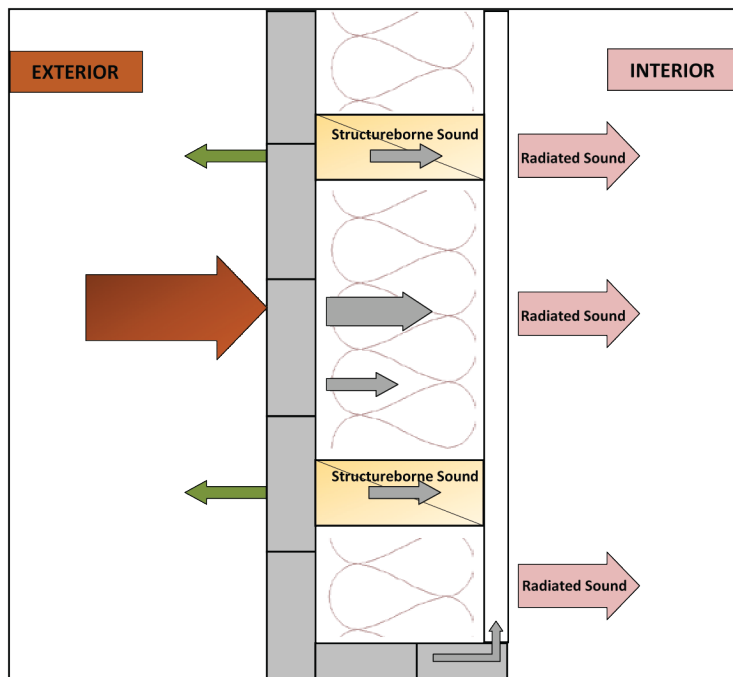 EXTERIOR
INTERIOR
Structureborne Sound
Radiated Sound
Radiated Sound
Structureborne Sound
Radiated Sound